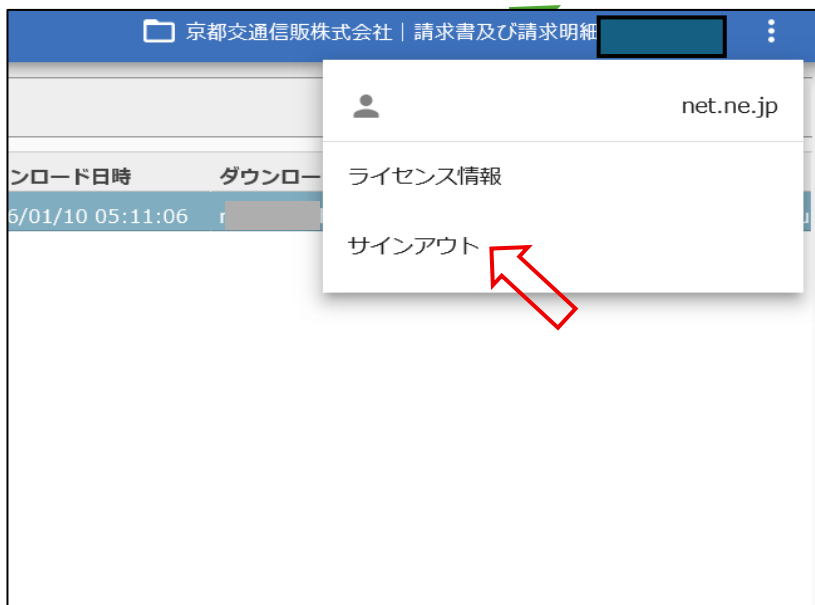 京都交通信販株式会社｜請求書及び請求明細
net.ne.jp
ンロード日時 ダウンロー
ライセンス情報
6/01/10 05:11:06 r
サインアウト